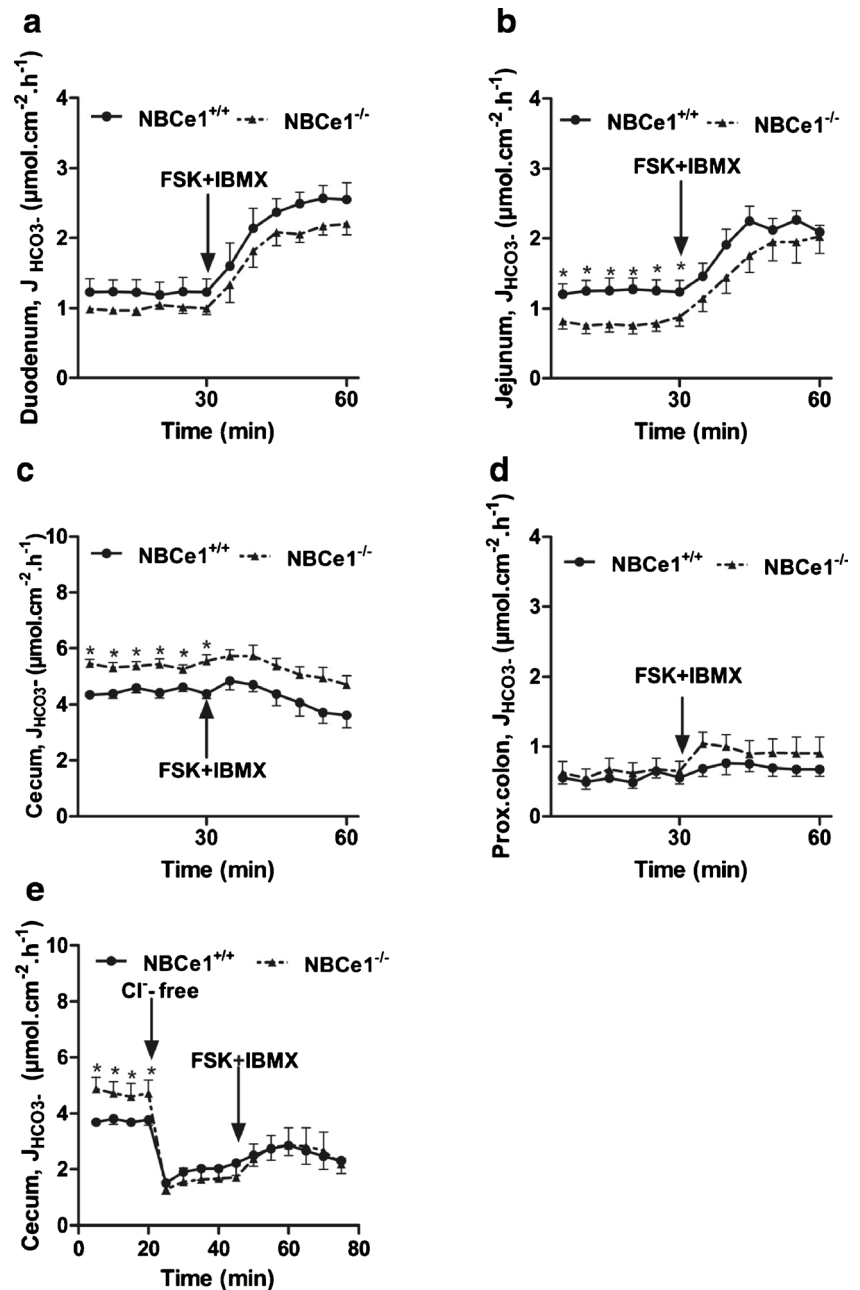 a
NBCe1+/+ NBCe1-/-
FSK+IBMX
Duodenum, J HCO3- (µmol.cm-2.h-1)
4
3
2
1
0
30 60
Time (min)
b
NBCe1+/+ NBCe1-/-
FSK+IBMX
Jejunum, JHCO3- (µmol.cm-2.h-1)
4
3
2
1
0
* * * * * *
30 60
Time (min)
c
NBCe1+/+ NBCe1-/-
Cecum, JHCO3- (µmol.cm-2.h-1)
10
8
6
4
2
0
* * * * * *
FSK+IBMX
30 60
Time (min)
d
NBCe1+/+ NBCe1-/-
FSK+IBMX
Prox.colon, JHCO3- (µmol.cm-2.h-1)
4
3
2
1
0
30 60
Time (min)
e
NBCe1+/+ NBCe1-/-
Cl--free
FSK+IBMX
Cecum, JHCO3- (µmol.cm-2.h-1)
10
8
6
4
2
0
* * * *
0 20 40 60 80
Time (min)